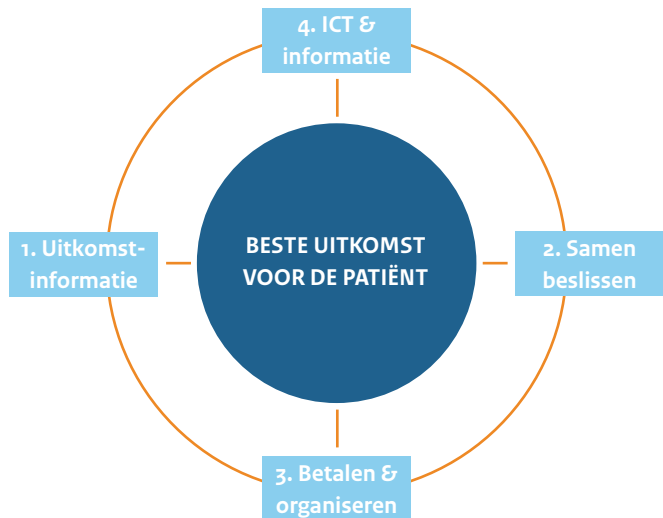 4. ICT &
informatie
1. Uitkomst-
informatie
BESTE UITKOMST
VOOR DE PATIËNT
2. Samen
beslissen
3. Betalen &
organiseren